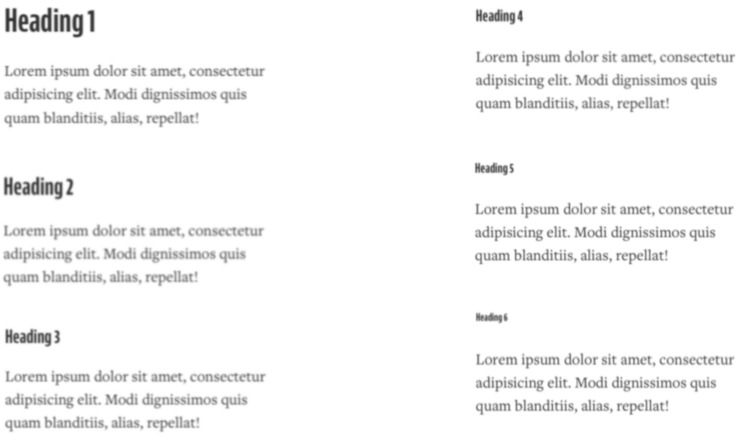 Heading 1
Lorem ipsum dolor sit amet, consectetur
adipisicing elit. Modi dignissimos quis
quam blanditiis, alias, repellat!
Heading 2
Lorem ipsum dolor sit amet, consectetur
adipisicing elit. Modi dignissimos quis
quam blanditiis, alias, repellat!
Heading 3
Lorem ipsum dolor sit amet, consectetur
adipisicing elit. Modi dignissimos quis
quam blanditiis, alias, repellat!
Heading 4
Lorem ipsum dolor sit amet, consectetur
adipisicing elit. Modi dignissimos quis
quam blanditiis, alias, repellat!
Heading 5
Lorem ipsum dolor sit amet, consectetur
adipisicing elit. Modi dignissimos quis
quam blanditiis, alias, repellat!
Heading 6
Lorem ipsum dolor sit amet, consectetur
adipisicing elit. Modi dignissimos quis
quam blanditiis, alias, repellat!